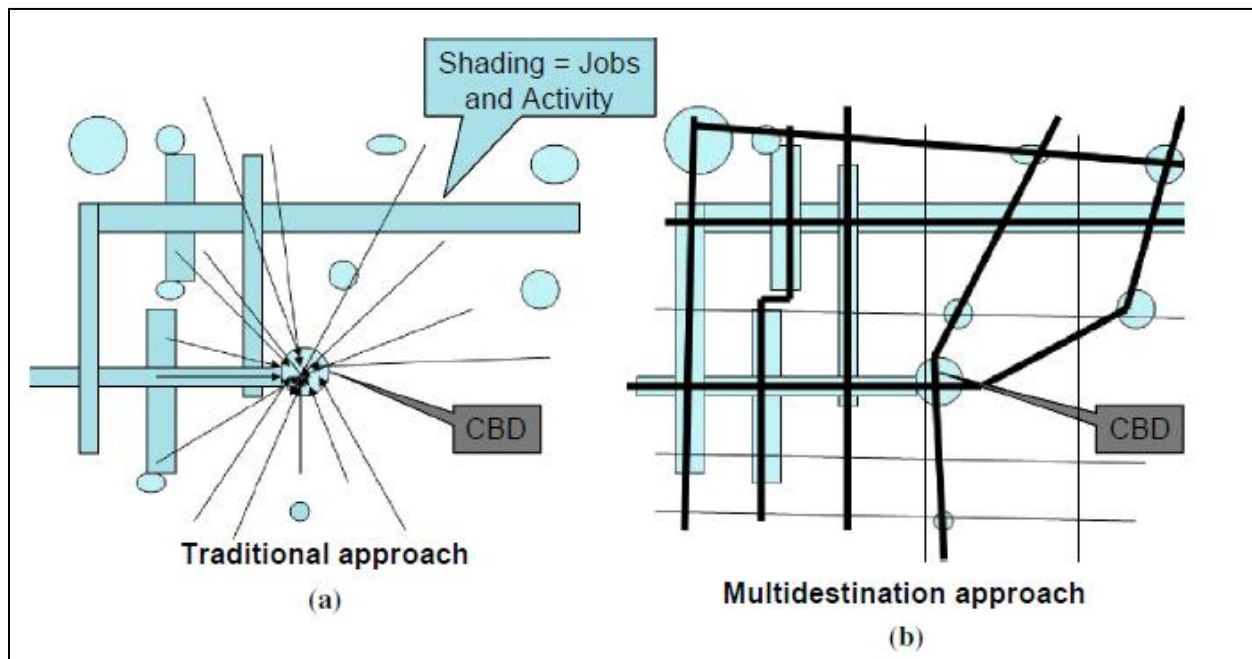 Shading = Jobs
and Activity
CBD
CBD
Traditional approach
(a)
Multidestination approach
(b)